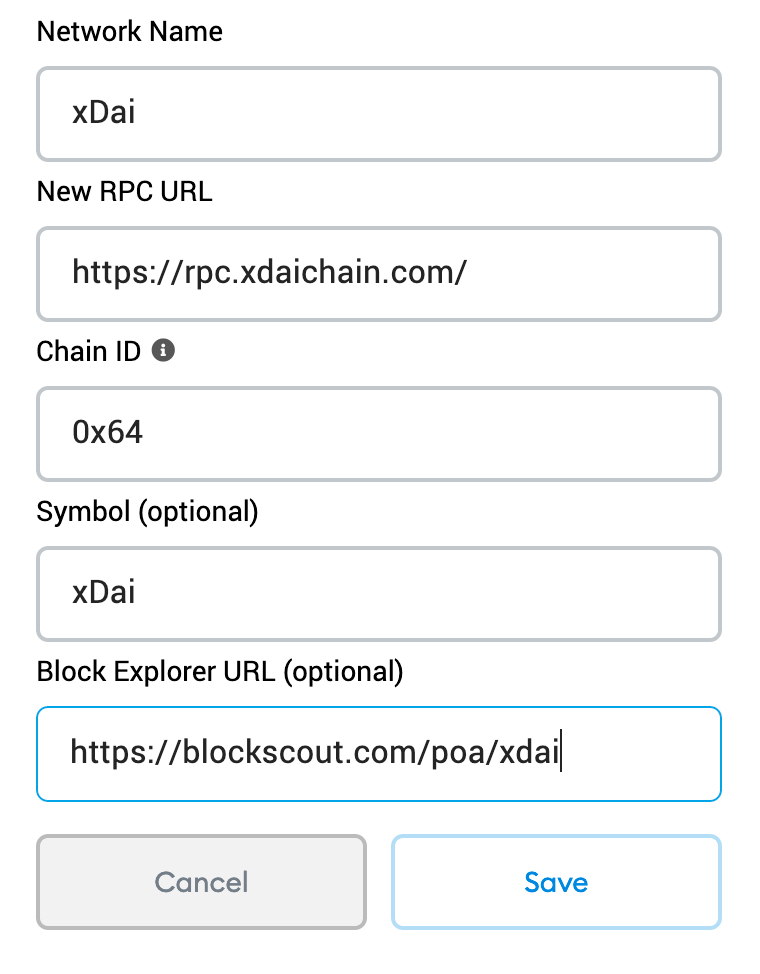 Network Name
xDai
New RPC URL
https://rpc.xdaichain.com/
Chain ID
0x64
Symbol (optional)
xDai
Block Explorer URL (optional)
https://blockscout.com/poa/xdai
Cancel Save